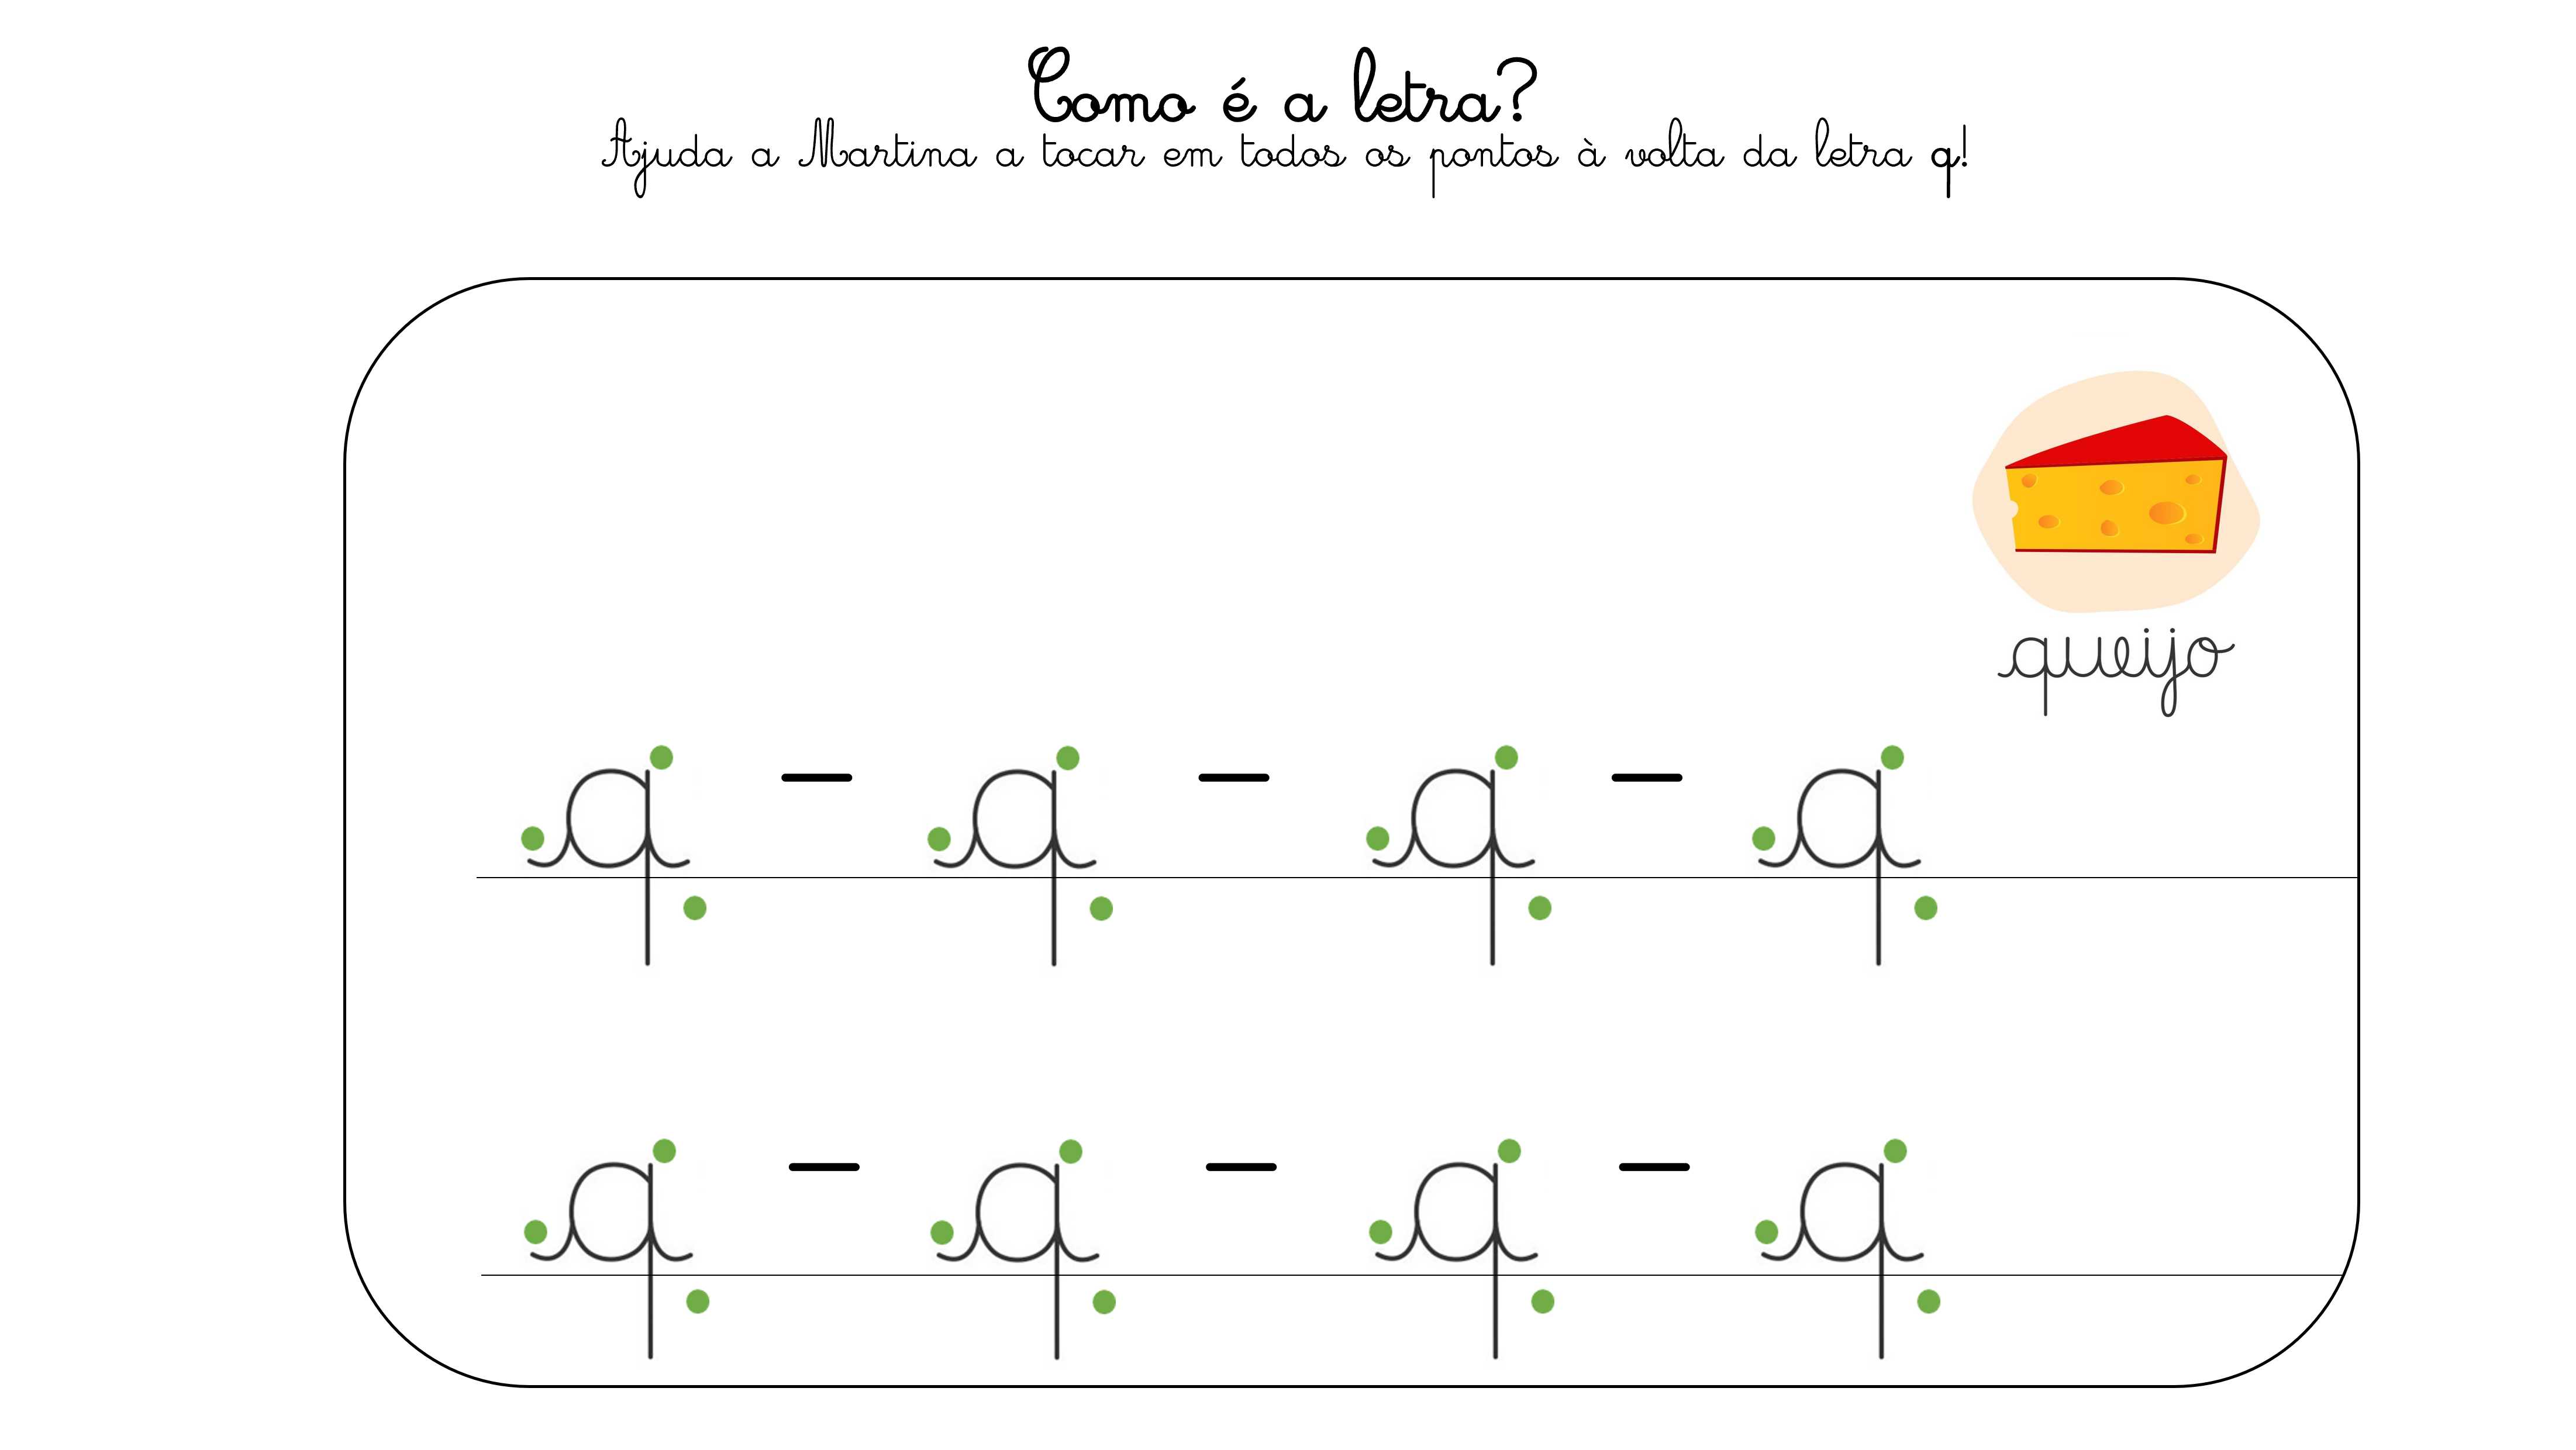 Como é a letra?
Ajuda a Martina a tocar em todos os pontos à volta da letra q!
queijo
q - q - q - q
q - q - q - q